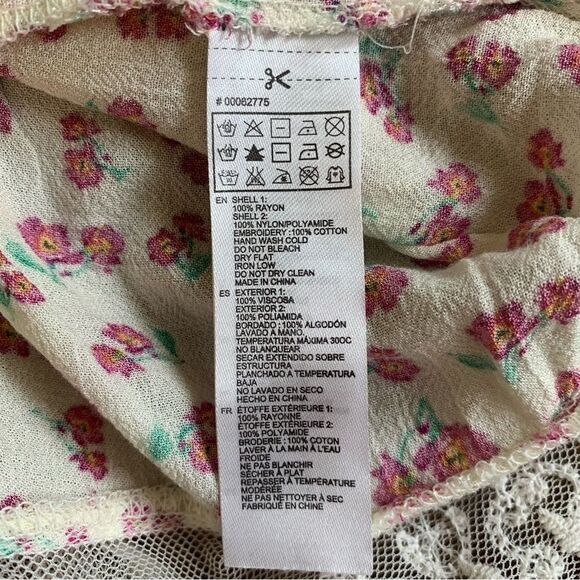 # 00062775
EN SHELL 1:
100% RAYON
SHELL 2:
100% NYLON/POLYAMIDE
EMBROIDERY :100% COTTON
HAND WASH COLD
DO NOT BLEACH
DRY FLAT
IRON LOW
DO NOT DRY CLEAN
MADE IN CHINA
ES EXTERIOR 1:
100% VISCOSA
EXTERIOR 2:
100% POLIAMIDA
BORDADO : 100% ALGODÓN
LAVADO A MANO.
TEMPERATURA MÁXIMA 30OC
NO BLANQUEAR
SECAR EXTENDIDO SOBRE
ESTRUCTURA
PLANCHADO A TEMPERATURA
BAJA
NO LAVADO EN SECO
HECHO EN CHINA
FR ÉTOFFE EXTÉRIEURE 1:
100% RAYONNE
ÉTOFFE EXTÉRIEURE 2:
100% POLYAMIDE
BRODERIE : 100% COTON
LAVER À LA MAIN À L'EAU
FROIDE
NE PAS BLANCHIR
SÉCHER À PLAT
REPASSER À TEMPÉRATURE
MODÉRÉE
NE PAS NETTOYER À SEC
FABRIQUÉ EN CHINE